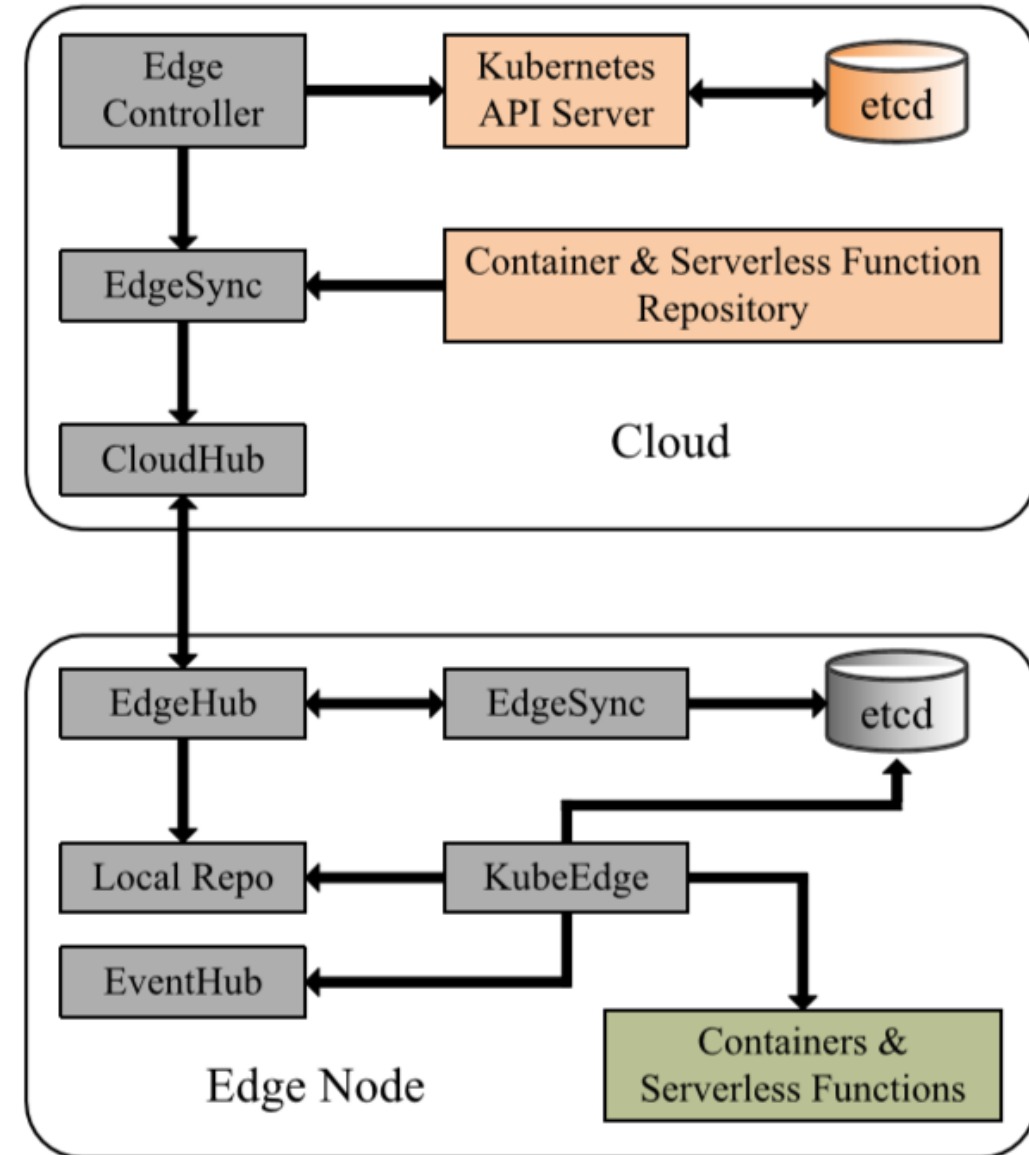 Edge
Controller
Kubernetes
API Server
etcd
EdgeSync
Container & Serverless Function
Repository
CloudHub
Cloud
EdgeHub
EdgeSync
etcd
Local Repo
KubeEdge
EventHub
Containers &
Serverless Functions
Edge Node